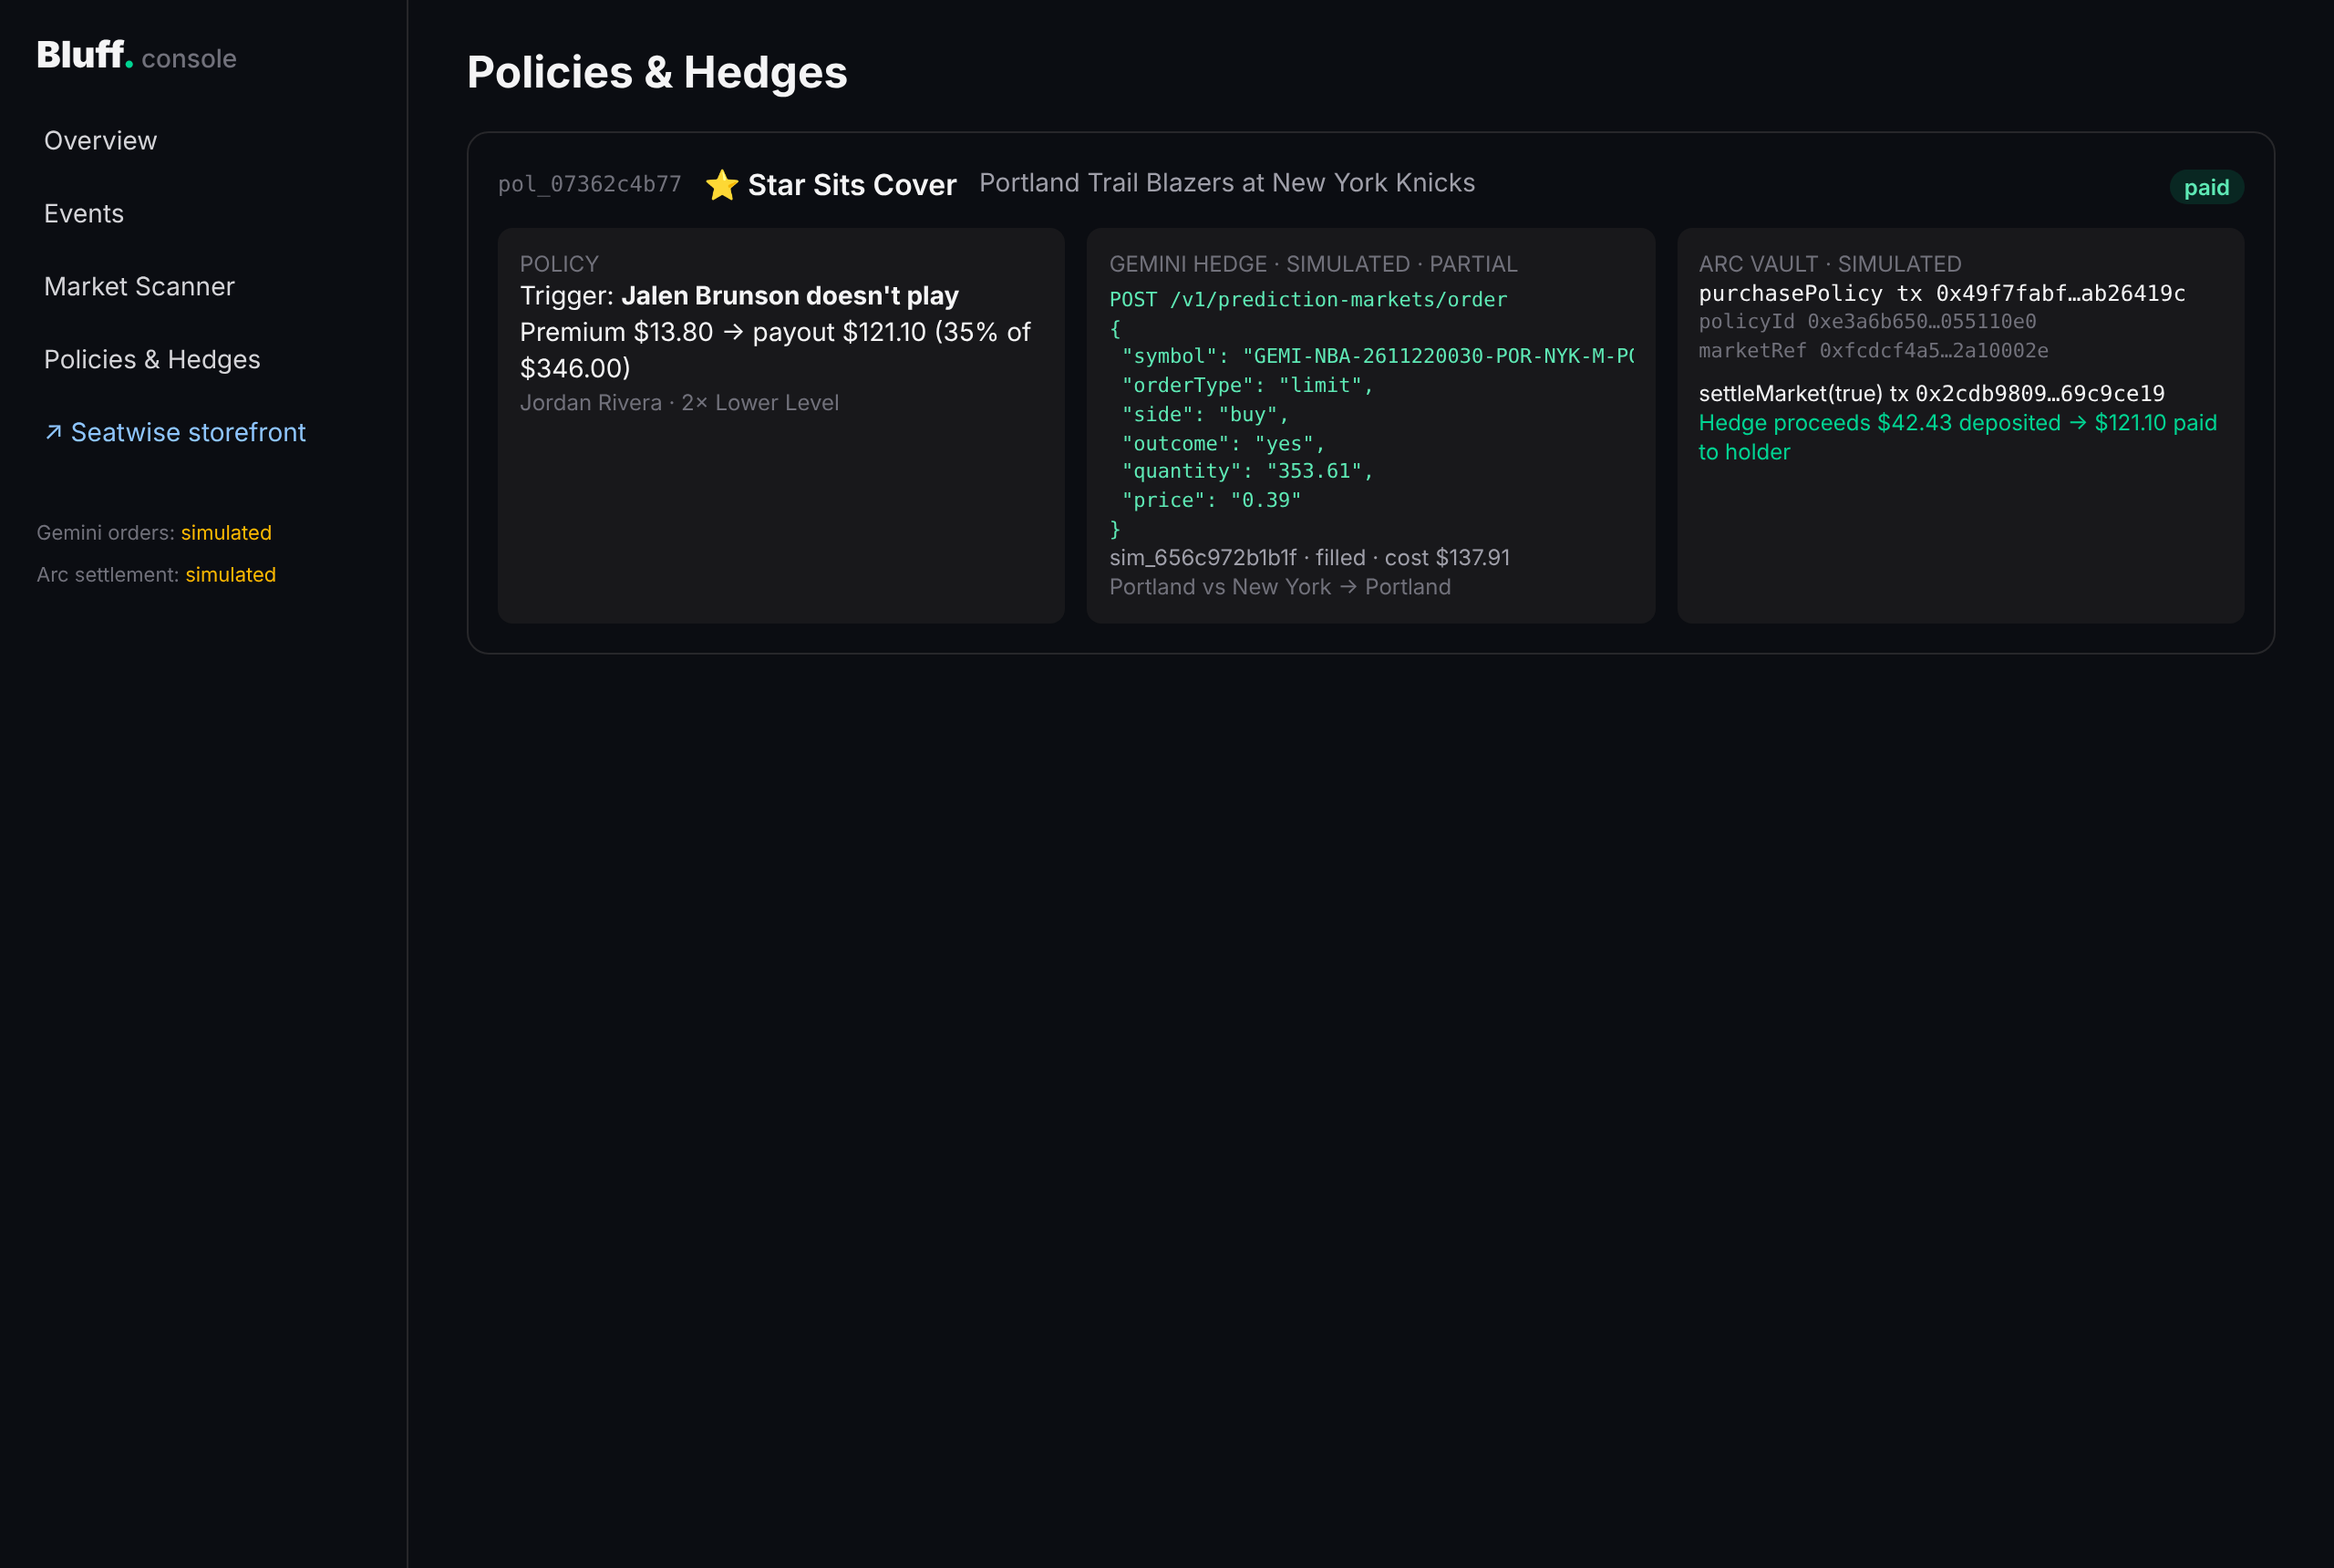 Bluff. console
Overview
Events
Market Scanner
Policies & Hedges
↗ Seatwise storefront
Gemini orders: simulated
Arc settlement: simulated
Policies & Hedges
pol_07362c4b77 ⭐ Star Sits Cover Portland Trail Blazers at New York Knicks paid
POLICY
Trigger: Jalen Brunson doesn't play
Premium $13.80 → payout $121.10 (35% of
$346.00)
Jordan Rivera · 2× Lower Level
GEMINI HEDGE · SIMULATED · PARTIAL
POST /v1/prediction-markets/order
{
"symbol": "GEMI-NBA-2611220030-POR-NYK-M-PO
"orderType": "limit",
"side": "buy",
"outcome": "yes",
"quantity": "353.61",
"price": "0.39"
}
sim_656c972b1b1f · filled · cost $137.91
Portland vs New York → Portland
ARC VAULT · SIMULATED
purchasePolicy tx 0x49f7fabf…ab26419c
policyId 0xe3a6b650…055110e0
marketRef 0xfcdcf4a5…2a10002e
settleMarket(true) tx 0x2cdb9809…69c9ce19
Hedge proceeds $42.43 deposited → $121.10 paid
to holder